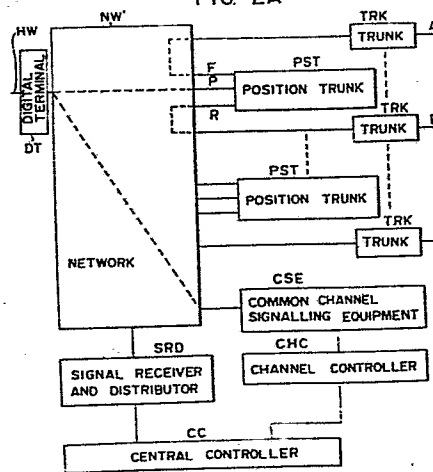 FIG. 2A
HW
NW'
TRK
TRUNK
A
DIGITAL TERMINAL
DT
F
P
R
PST
POSITION TRUNK
TRK
TRUNK
PST
POSITION TRUNK
TRK
TRUNK
NETWORK
CSE
COMMON CHANNEL
SIGNALLING EQUIPMENT
SRD
SIGNAL RECEIVER
AND DISTRIBUTOR
CHC
CHANNEL CONTROLLER
CC
CENTRAL CONTROLLER